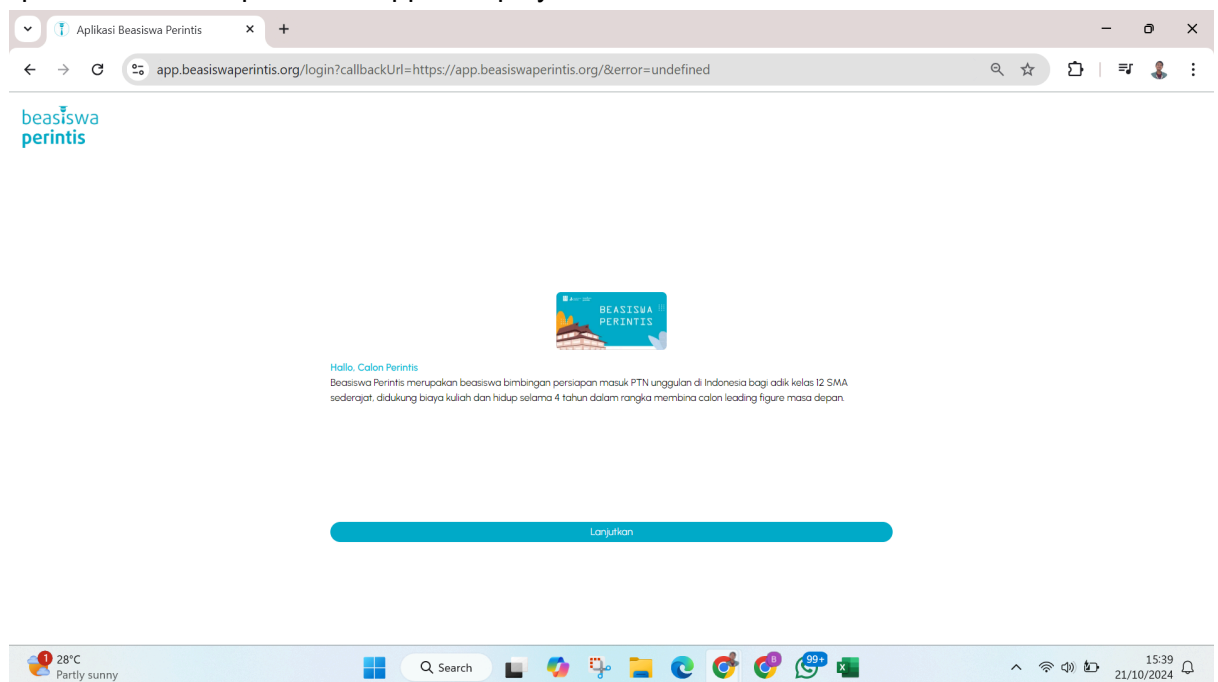 Aplikasi Beasiswa Perintis
app.beasiswaperintis.org/login?callbackUrl=https://app.beasiswaperintis.org/&error=undefined
beasiswa
perintis
BEASISWA
PERINTIS
Hallo, Calon Perintis
Beasiswa Perintis merupakan beasiswa bimbingan persiapan masuk PTN unggulan di Indonesia bagi adik kelas 12 SMA
sederajat, didukung biaya kuliah dan hidup selama 4 tahun dalam rangka membina calon leading figure masa depan.
Lanjutkan
1
28°C
Partly sunny
Search
B
99+
15:39
21/10/2024